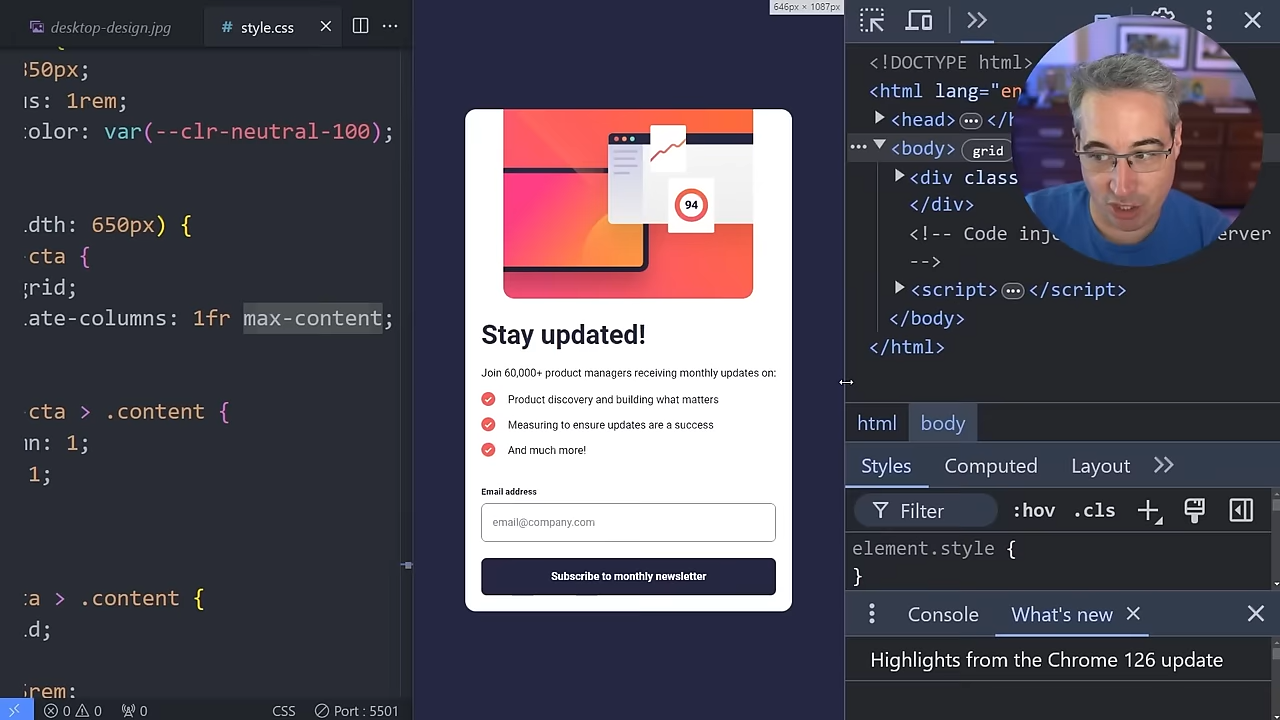 desktop-design.jpg
# style.css
350px;
us: 1rem;
color: var(--clr-neutral-100);
dth: 650px) {
cta {
grid;
ate-columns: 1fr max-content;
cta > .content {
n: 1;
1;
ta > .content {
d;
rem;
0 0 0
CSS
Port : 5501
646px × 1087px
94
Stay updated!
Join 60,000+ product managers receiving monthly updates on:
Product discovery and building what matters
Measuring to ensure updates are a success
And much more!
Email address
email@company.com
Subscribe to monthly newsletter
<!DOCTYPE html>
<html lang="en
<head> ··· </h
··· <body> grid
<div class
</div>
<!-- Code inje erver
-->
<script> ··· </script>
</body>
</html>
html body
Styles Computed Layout
Filter :hov .cls
element.style {
}
Console What's new
Highlights from the Chrome 126 update